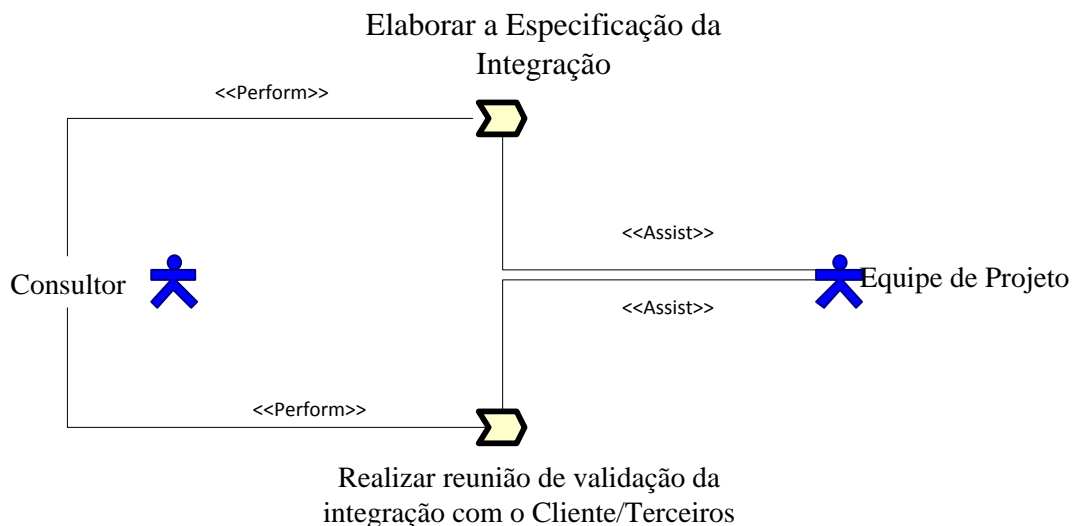 Elaborar a Especificação da
Integração
<<Perform>>
<<Assist>>
Consultor
Equipe de Projeto
<<Assist>>
<<Perform>>
Realizar reunião de validação da
integração com o Cliente/Terceiros